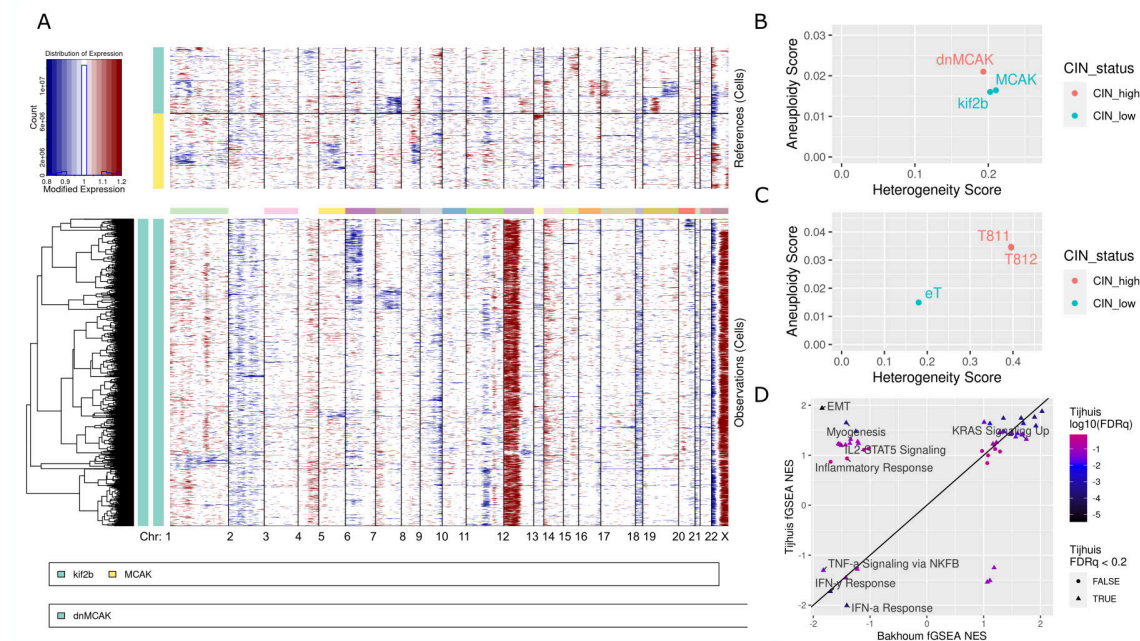 A
Distribution of Expression
Count
0 2e+06 6e+06 1e+07
0.8 0.9 1 1.1 1.2
Modified Expression
References (Cells)
Observations (Cells)
Chr: 1 2 3 4 5 6 7 8 9 10 11 12 13 14 15 16 17 18 19 20 21 22 X
kif2b MCAK
dnMCAK
B
Aneuploidy Score
0.03
0.02
0.01
0.00
dnMCAK
MCAK
kif2b
0.0 0.1 0.2
Heterogeneity Score
CIN_status
CIN_high
CIN_low
C
Aneuploidy Score
0.04
0.03
0.02
0.01
0.00
T811
T812
eT
0.0 0.1 0.2 0.3 0.4
Heterogeneity Score
CIN_status
CIN_high
CIN_low
D
Tijhuis fGSEA NES
2
1
0
-1
-2
EMT
Myogenesis
KRAS Signaling Up
IL2-STAT5 Signaling
Inflammatory Response
TNF-a Signaling via NKFB
IFN-y Response
IFN-a Response
-2 -1 0 1 2
Bakhoum fGSEA NES
Tijhuis
log10(FDRq)
-1
-2
-3
-4
-5
Tijhuis
FDRq < 0.2
FALSE
TRUE